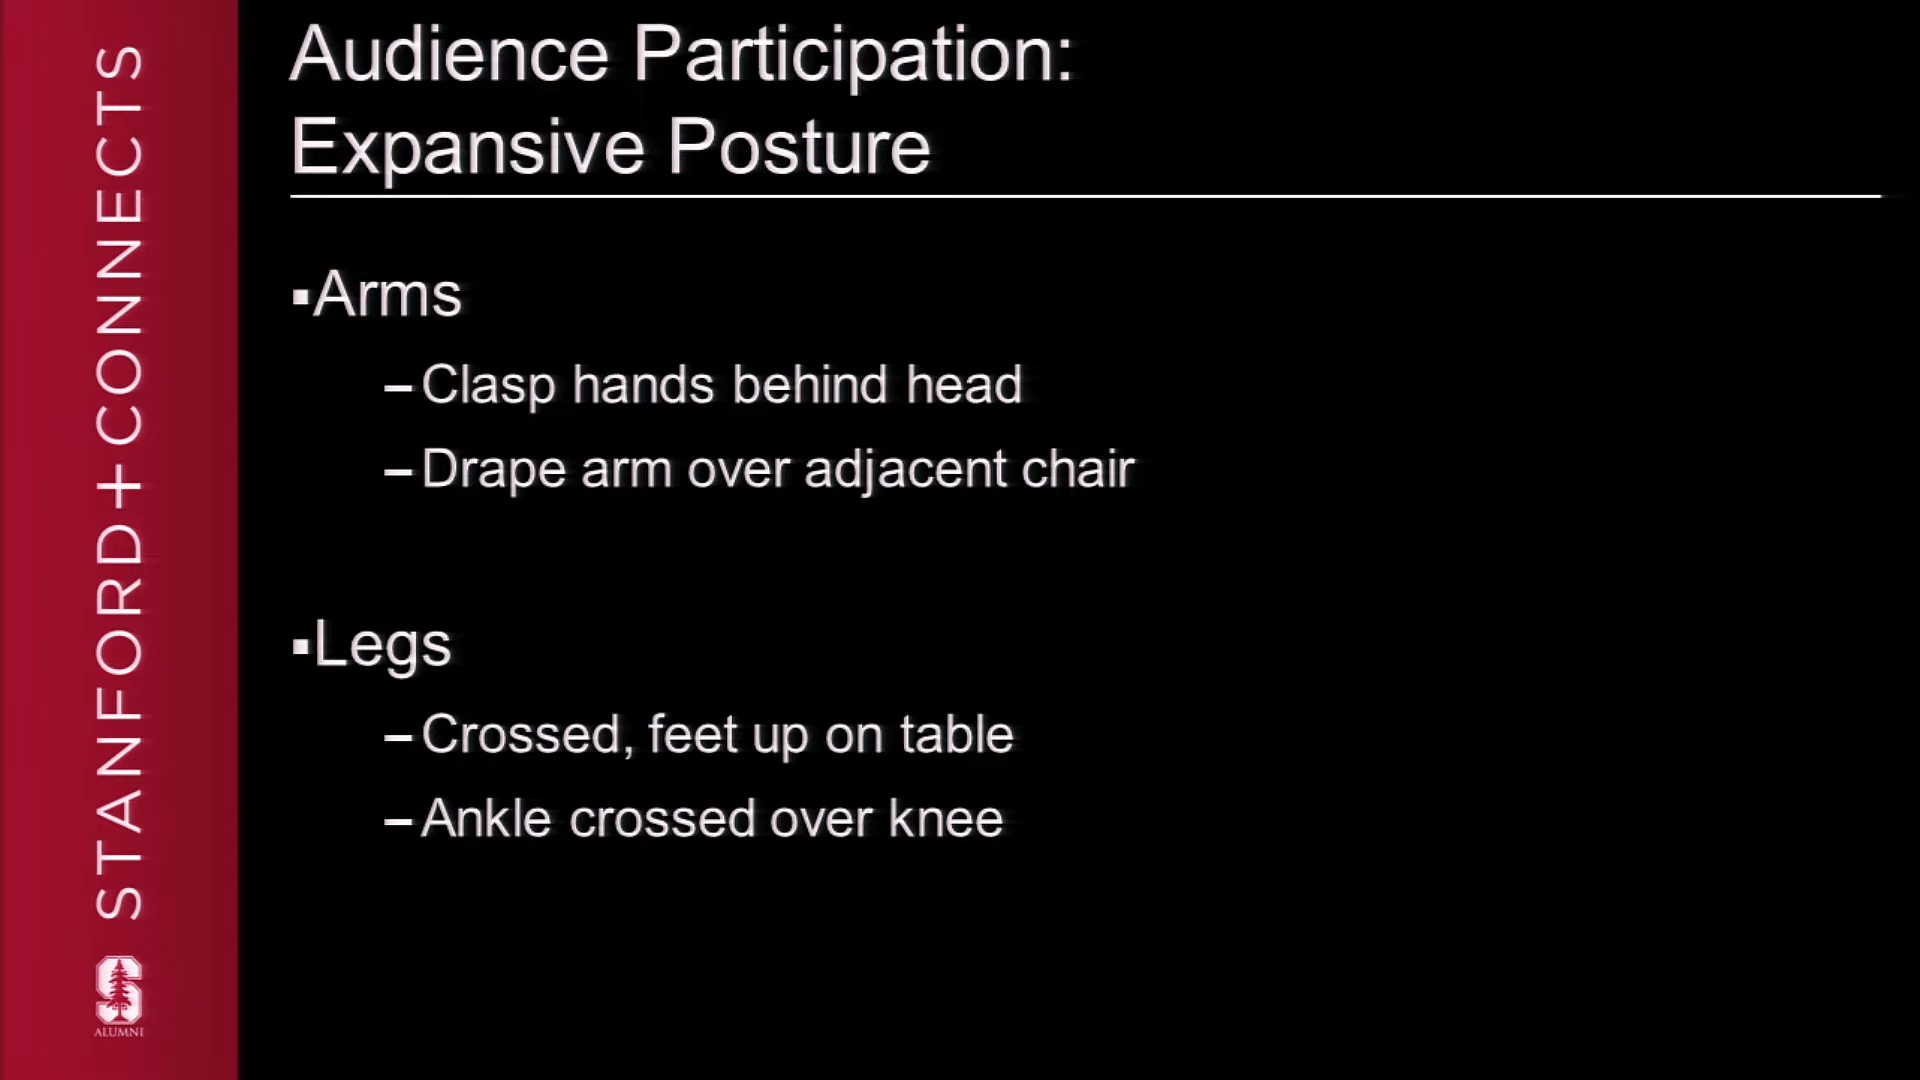 STANFORD+CONNECTS
S
ALUMNI
Audience Participation:
Expansive Posture
▪Arms
–Clasp hands behind head
–Drape arm over adjacent chair
▪Legs
–Crossed, feet up on table
–Ankle crossed over knee